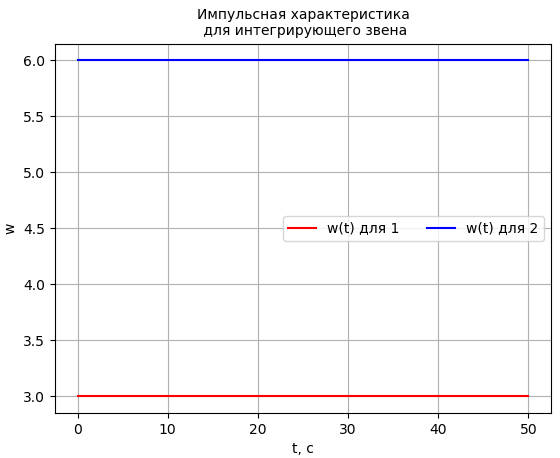 Импульсная характеристика
для интегрирующего звена
6.0
5.5
5.0
4.5
4.0
3.5
3.0
w
w(t) для 1
w(t) для 2
0 10 20 30 40 50
t, с